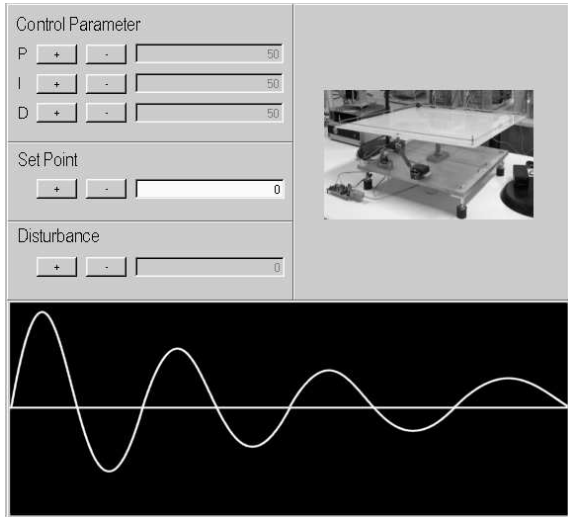 Control Parameter
P + - 50
I + - 50
D + - 50
Set Point
+ - 0
Disturbance
+ - 0